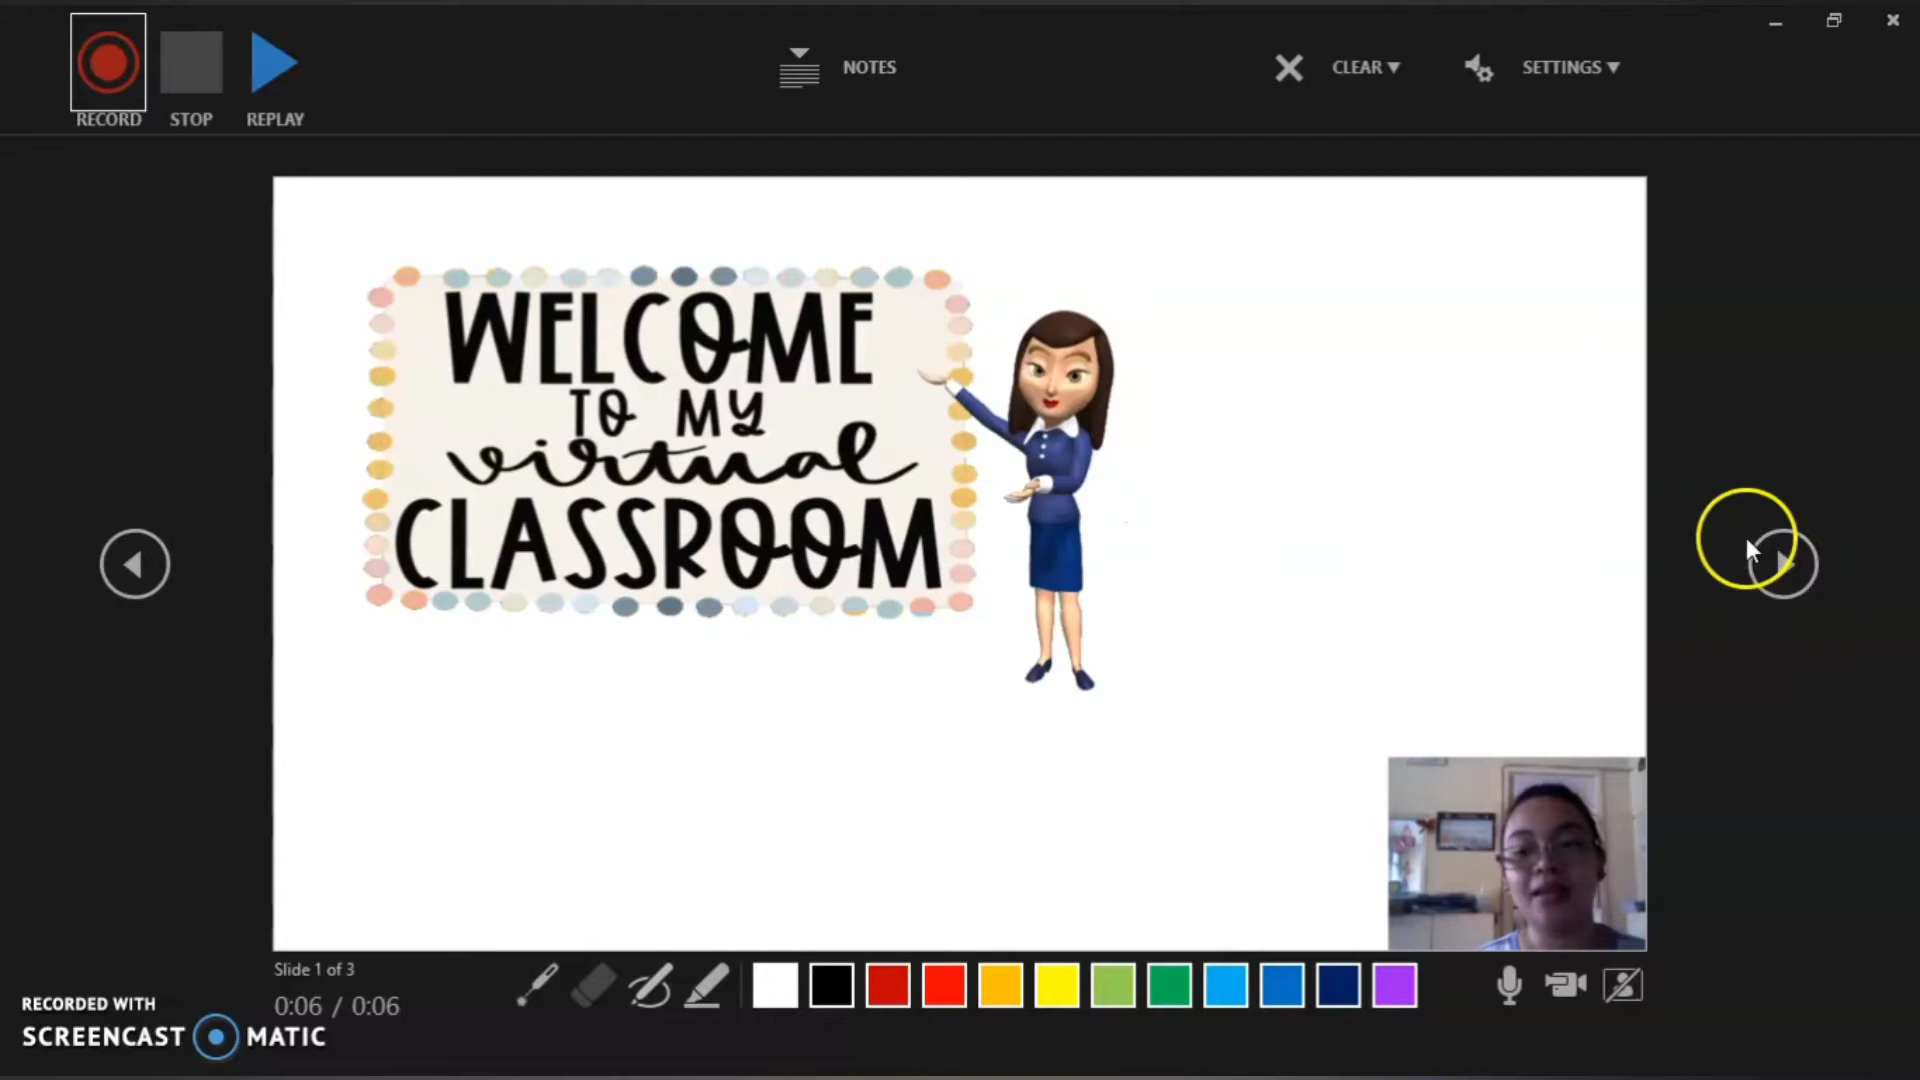 RECORD
STOP
REPLAY
NOTES
CLEAR
SETTINGS
WELCOME
TO MY
virtual
CLASSROOM
Slide 1 of 3
0:06 / 0:06
RECORDED WITH
SCREENCAST MATIC